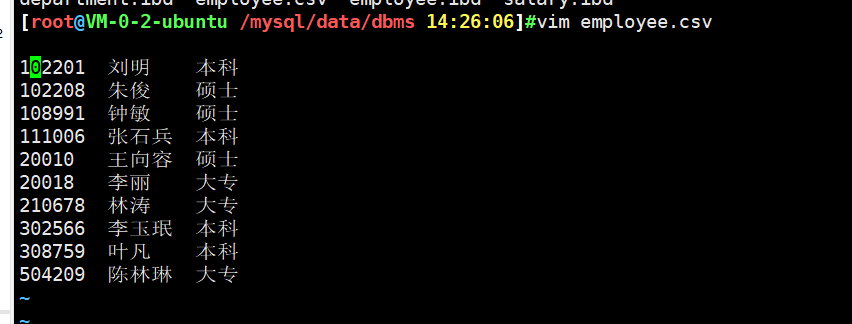 department.ibd  employee.csv  employee.ibd  salary.ibd
[root@VM-0-2-ubuntu /mysql/data/dbms 14:26:06]#vim employee.csv
102201  刘明    本科
102208  朱俊    硕士
108991  钟敏    硕士
111006  张石兵  本科
20010   王向容  硕士
20018   李丽    大专
210678  林涛    大专
302566  李玉珉  本科
308759  叶凡    本科
504209  陈林琳  大专
~
~